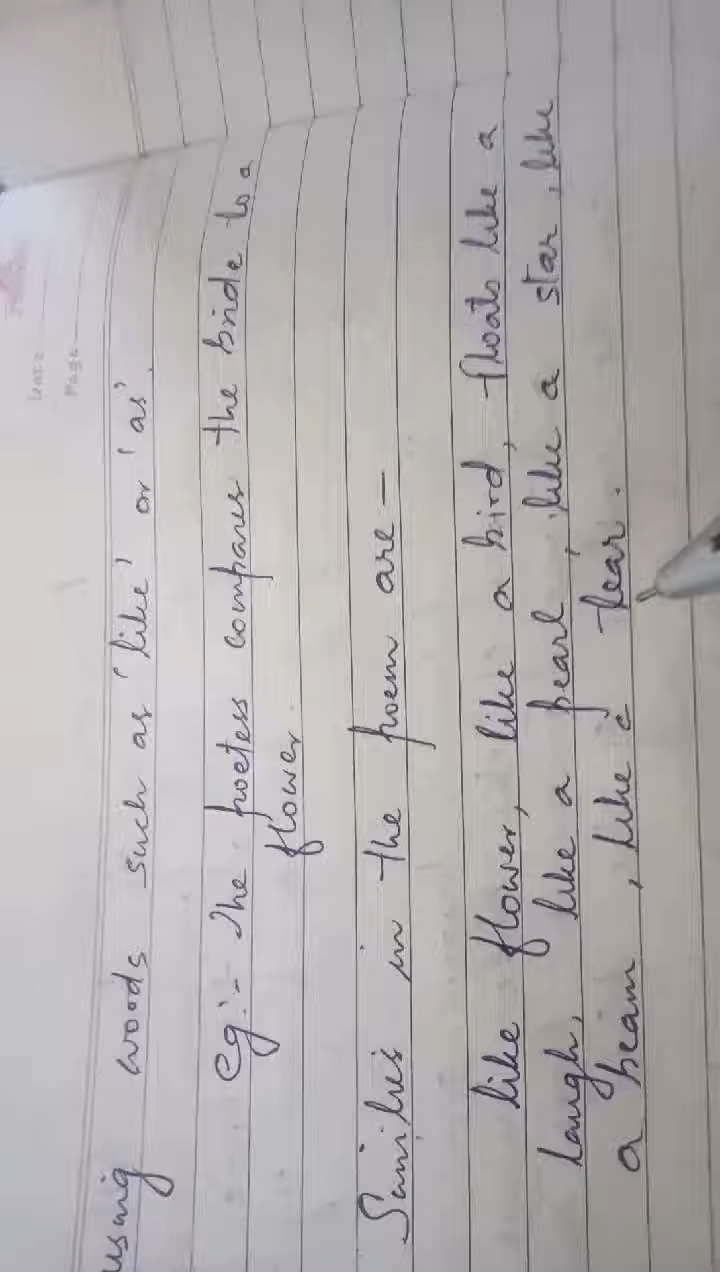 Date
Page
using words such as 'like' or 'as'.
eg:- The poetess compares the bride to a
flower.
Similies in the poem are -
like flower, like a bird, floats like a
laugh, like a pearl, like a star, like
a beam, like a tear.